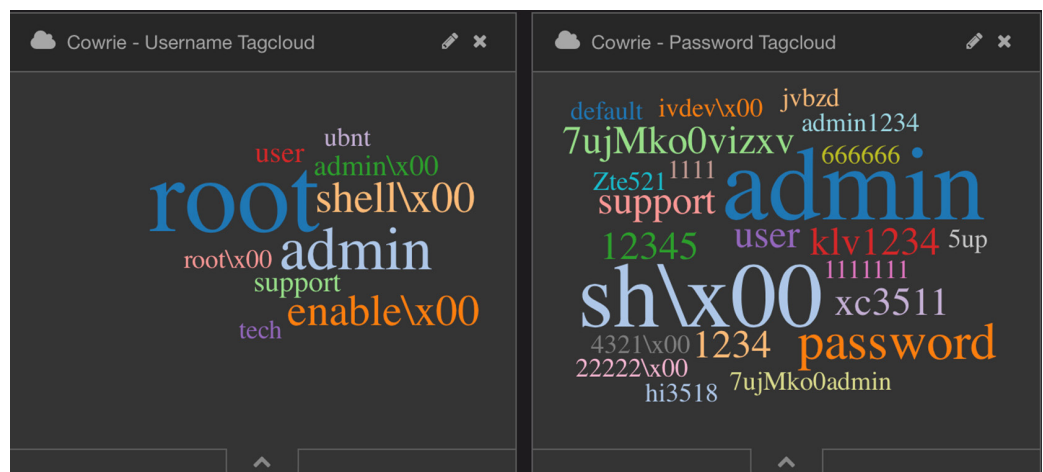 Cowrie - Username Tagcloud
ubnt
user
admin\x00
root
shell\x00
root\x00
admin
support
enable\x00
tech
Cowrie - Password Tagcloud
jvbzd
default
ivdev\x00
admin1234
7ujMko0vizxv
666666
1111
Zte521
admin
support
user
klv1234
5up
12345
1111111
sh\x00
xc3511
4321\x00
1234
password
22222\x00
7ujMko0admin
hi3518